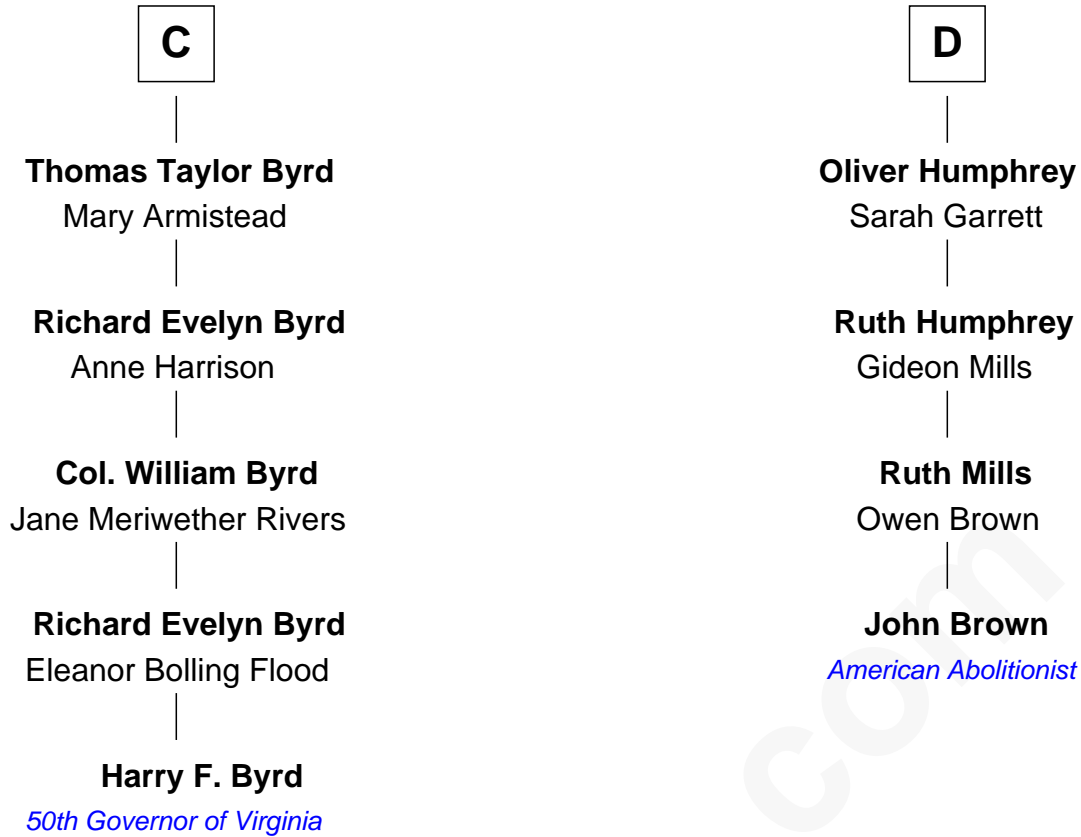 C
Thomas Taylor Byrd
Mary Armistead
Richard Evelyn Byrd
Anne Harrison
Col. William Byrd
Jane Meriwether Rivers
Richard Evelyn Byrd
Eleanor Bolling Flood
Harry F. Byrd
50th Governor of Virginia
D
Oliver Humphrey
Sarah Garrett
Ruth Humphrey
Gideon Mills
Ruth Mills
Owen Brown
John Brown
American Abolitionist
com